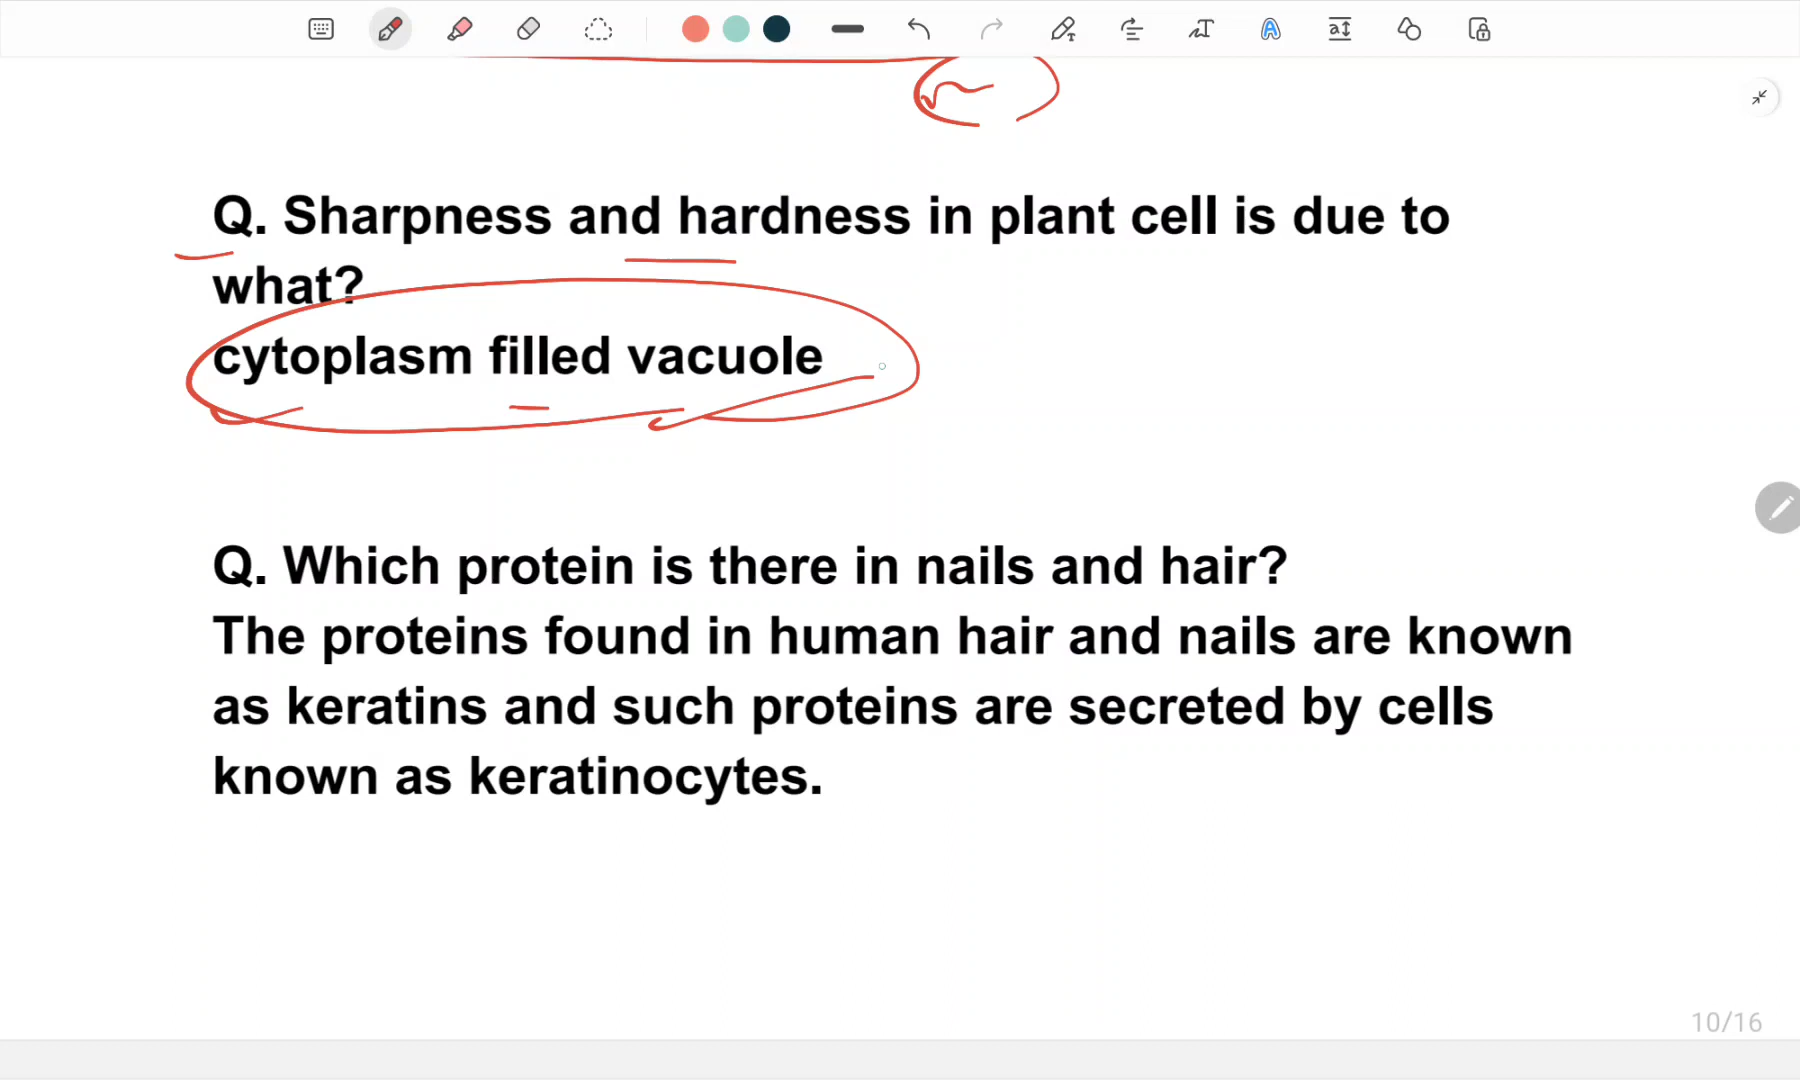 Q. Sharpness and hardness in plant cell is due to
what?
cytoplasm filled vacuole
Q. Which protein is there in nails and hair?
The proteins found in human hair and nails are known
as keratins and such proteins are secreted by cells
known as keratinocytes.
10/16